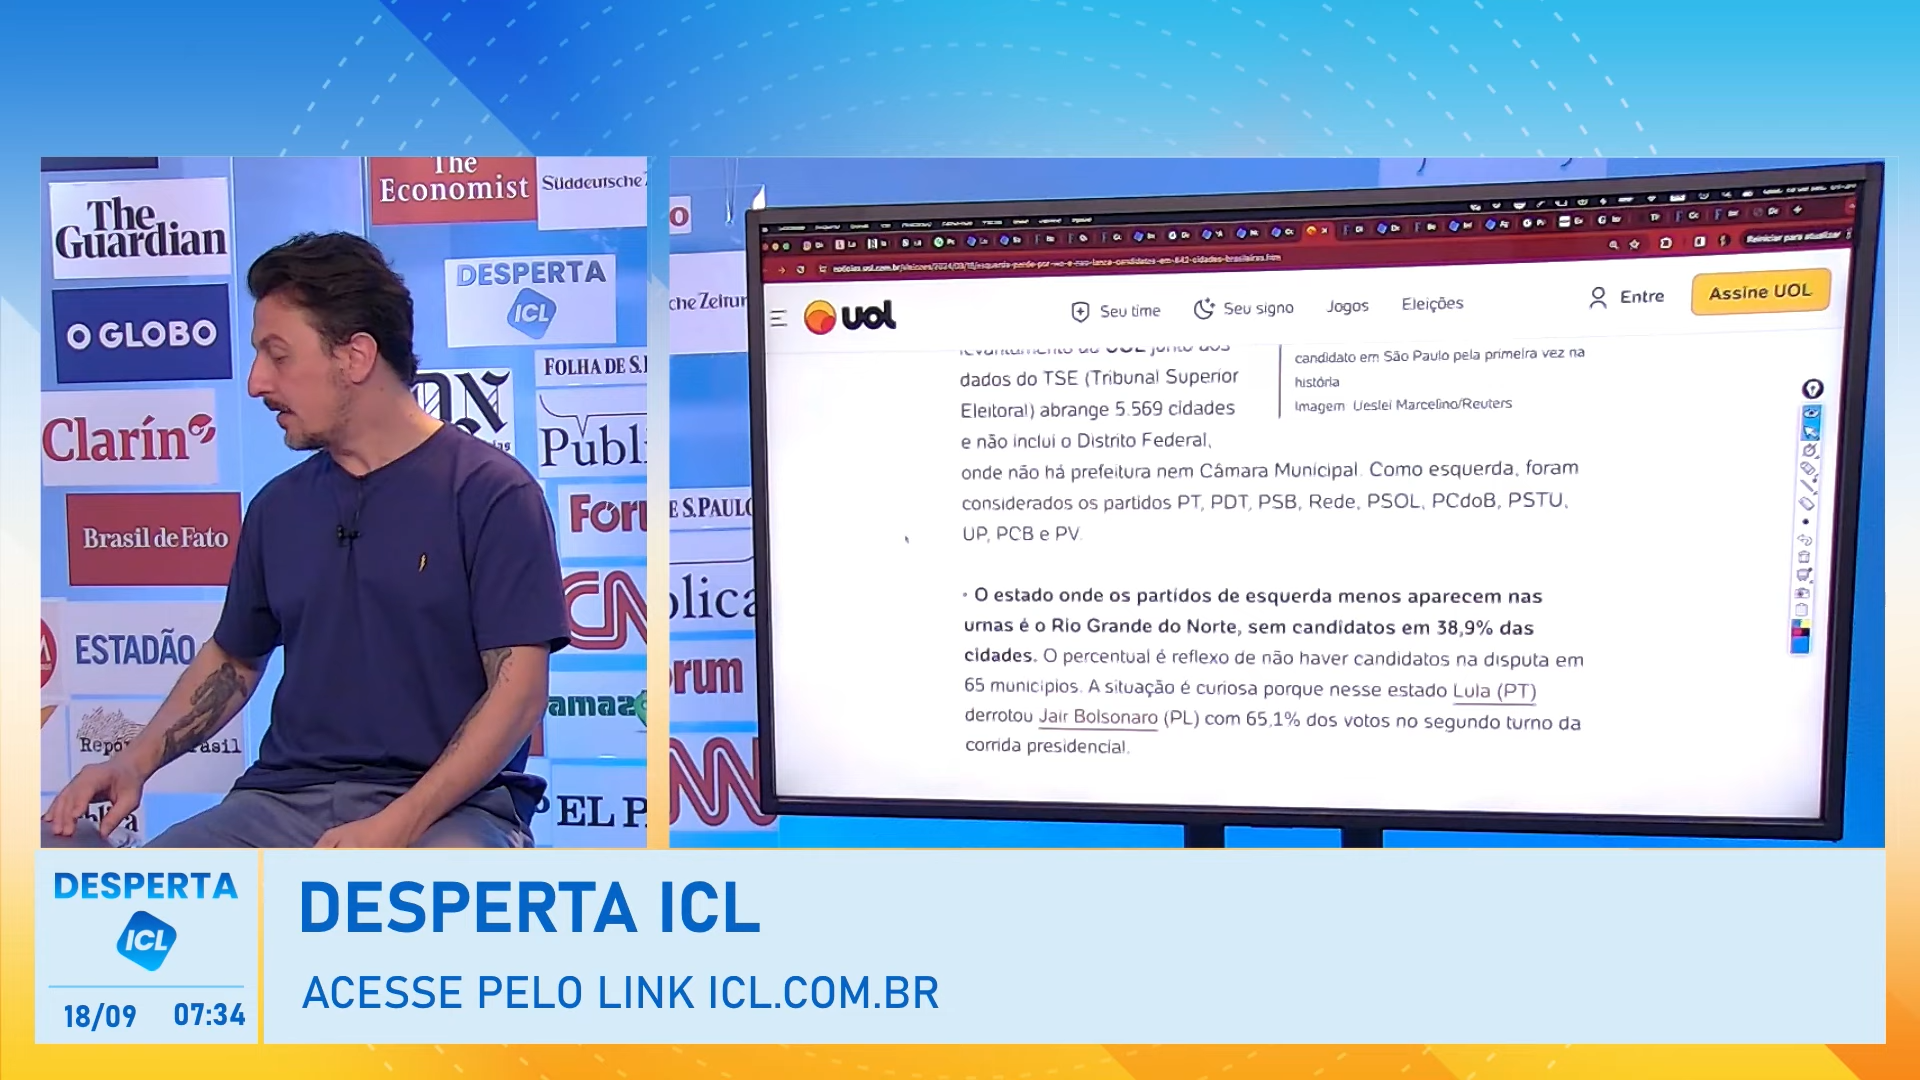 The
Guardian
The
Economist
Süddeutsche
O GLOBO
DESPERTA
ICL
FOLHA DE S.
Clarín
Brasil de Fato
E S.PAULO
ESTADÃO
che Zeitun
rum
uol
Seu time
Seu signo
Jogos
Eleições
Entre
Assine UOL
dados do TSE (Tribunal Superior
Eleitoral) abrange 5.569 cidades
e não inclui o Distrito Federal,
onde não há prefeitura nem Câmara Municipal. Como esquerda, foram
considerados os partidos PT, PDT, PSB, Rede, PSOL, PCdoB, PSTU,
UP, PCB e PV.
candidato em São Paulo pela primeira vez na
história
Imagem Ueslei Marcelino/Reuters
• O estado onde os partidos de esquerda menos aparecem nas
urnas é o Rio Grande do Norte, sem candidatos em 38,9% das
cidades. O percentual é reflexo de não haver candidatos na disputa em
65 municípios. A situação é curiosa porque nesse estado Lula (PT)
derrotou Jair Bolsonaro (PL) com 65,1% dos votos no segundo turno da
corrida presidencial.
DESPERTA
ICL
18/09 07:34
DESPERTA ICL
ACESSE PELO LINK ICL.COM.BR